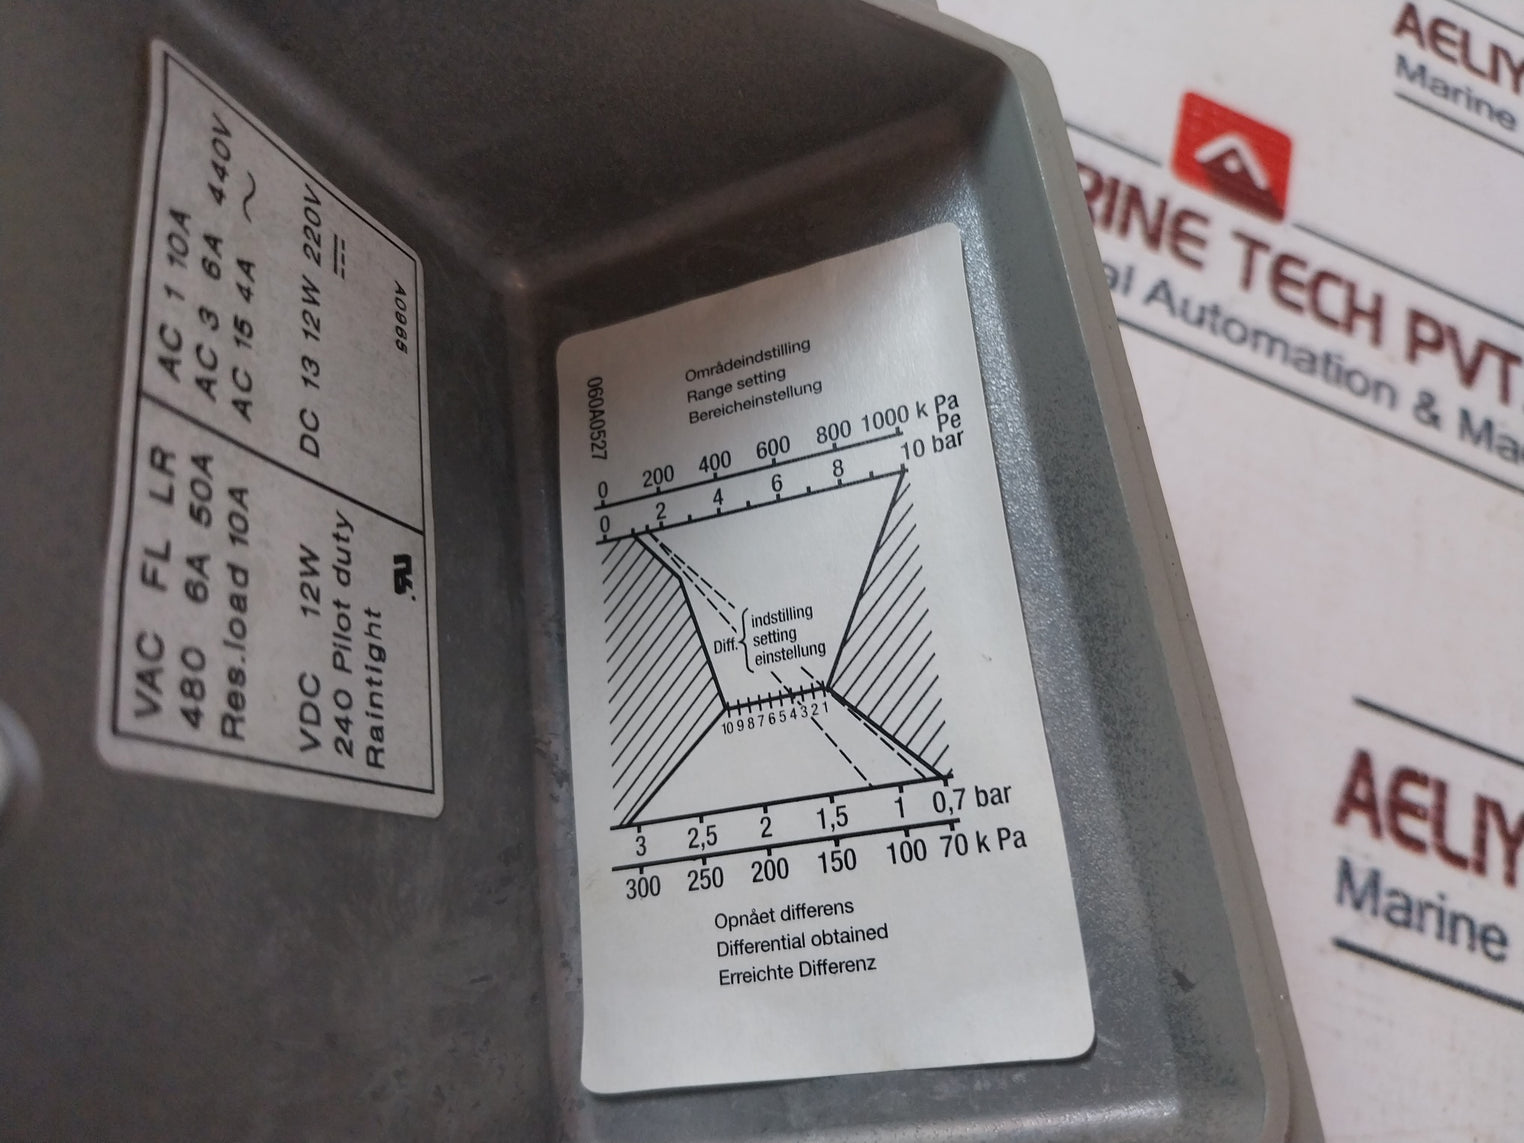 VAC FL LR
480 6A 50A
Res.load 10A
VDC 12W
240 Pilot duty
Raintight
AC 1 10A
AC 3 6A 440V
AC 15 4A ~
DC 13 12W 220V
060A0527
Områdeindstilling
Range setting
Bereicheinstellung
0 200 400 600 800 1000 k Pa
Pe
0 2 4 6 8 10 bar
Diff.
indstilling
setting
einstellung
10 9 8 7 6 5 4 3 2 1
3 2,5 2 1,5 1 0,7 bar
300 250 200 150 100 70 k Pa
Opnået differens
Differential obtained
Erreichte Differenz
AELIY
Marine
RINE TECH PVT
al Automation & Ma
AELIY
Marine